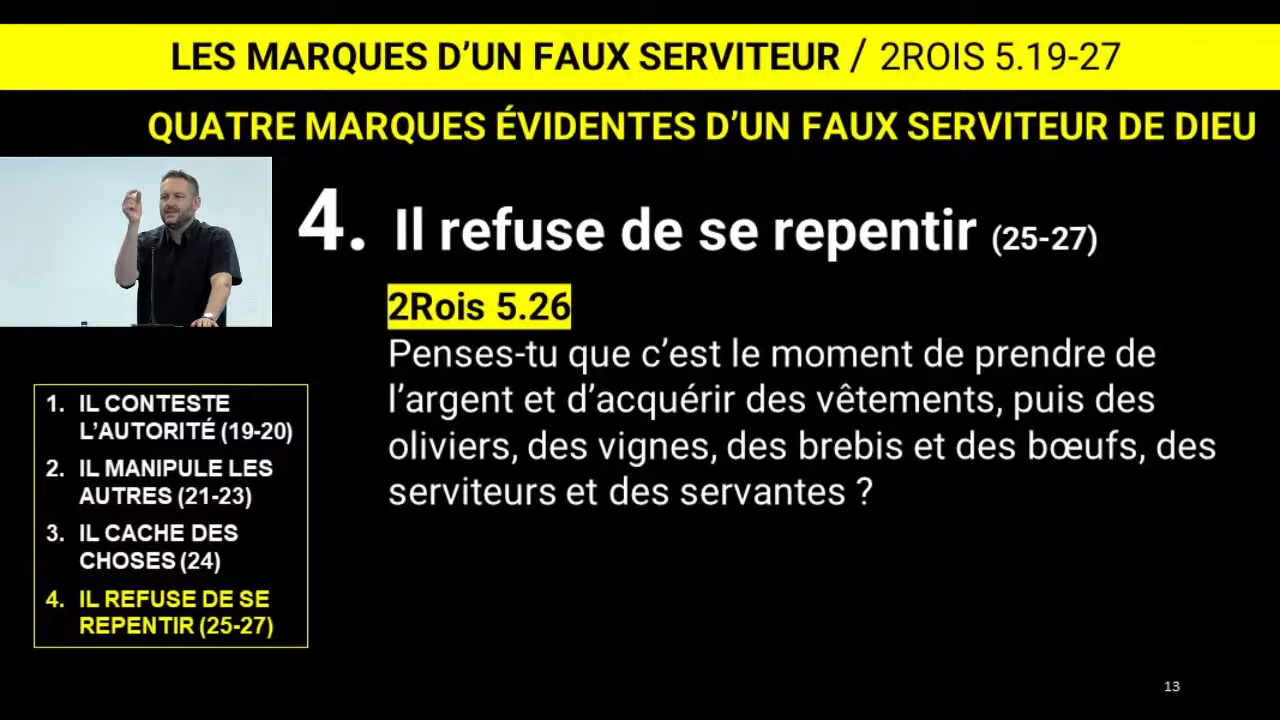 LES MARQUES D’UN FAUX SERVITEUR / 2ROIS 5.19-27
QUATRE MARQUES ÉVIDENTES D’UN FAUX SERVITEUR DE DIEU
4. Il refuse de se repentir (25-27)
2Rois 5.26
Penses-tu que c’est le moment de prendre de
l’argent et d’acquérir des vêtements, puis des
oliviers, des vignes, des brebis et des bœufs, des
serviteurs et des servantes ?
1. IL CONTESTE
L’AUTORITÉ (19-20)
2. IL MANIPULE LES
AUTRES (21-23)
3. IL CACHE DES
CHOSES (24)
4. IL REFUSE DE SE
REPENTIR (25-27)
13